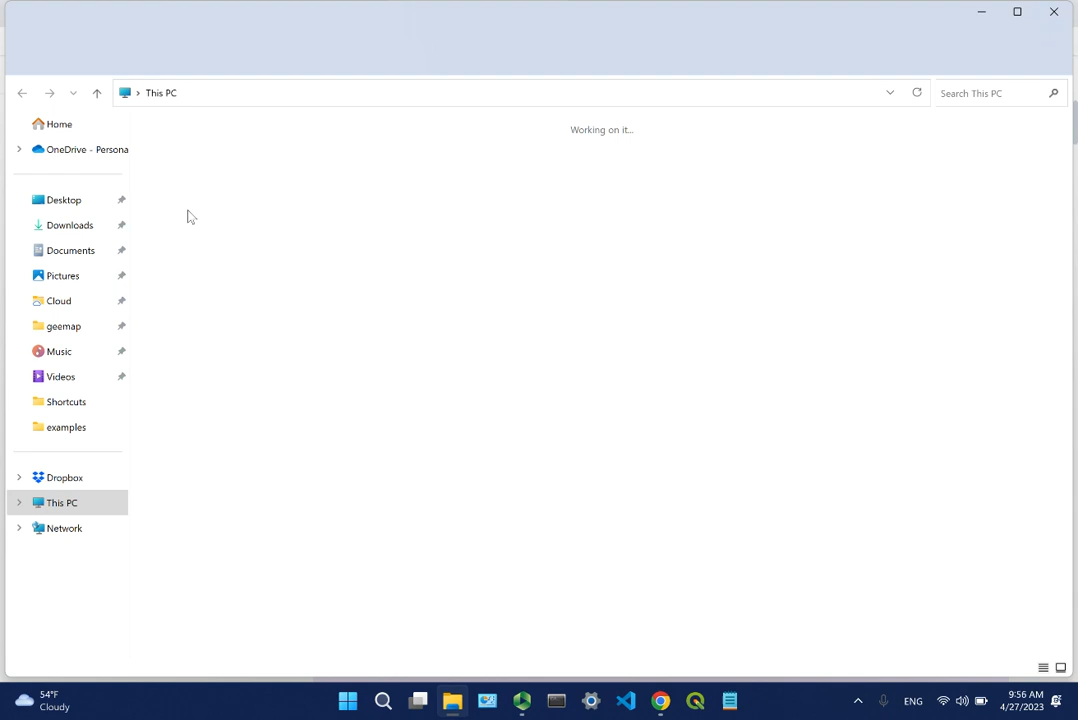 This PC
Search This PC
Home
OneDrive - Persona
Working on it...
Desktop
Downloads
Documents
Pictures
Cloud
geemap
Music
Videos
Shortcuts
examples
Dropbox
This PC
Network
54°F
Cloudy
ENG
9:56 AM
4/27/2023